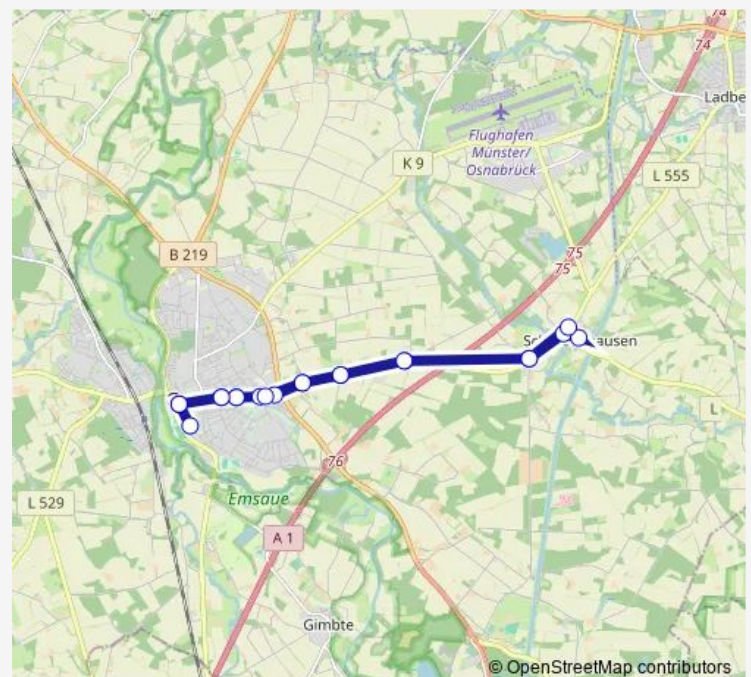 74
74
Ladbe
Flughafen
Münster/
Osnabrück
K 9
L 555
B 219
75
75
Sc
ausen
L
76
L 529
Emsaue
A 1
Gimbte
© OpenStreetMap contributors